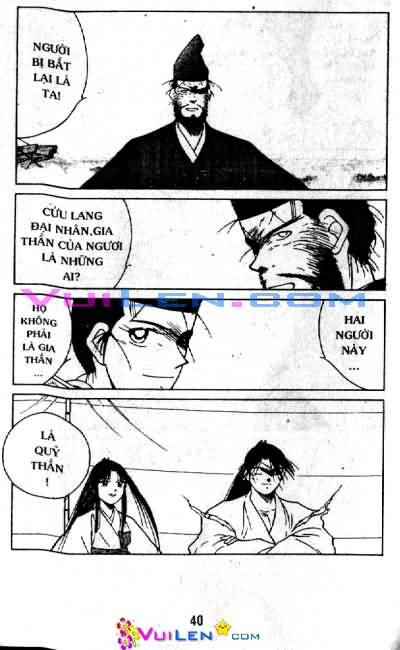 NGƯỜI
BỊ BẮT
LẠI LÀ
TA!
CỬU LANG
ĐẠI NHÂN,GIA
THẦN CỦA NGƯƠI
LÀ NHỮNG
AI?
VUILEN.COM
HAI
NGƯỜI
NÀY
...
HỌ
KHÔNG
PHẢI
LÀ GIA
THẦN
...
LÀ
QUỶ
THẦN
!
40
VUILEN.COM